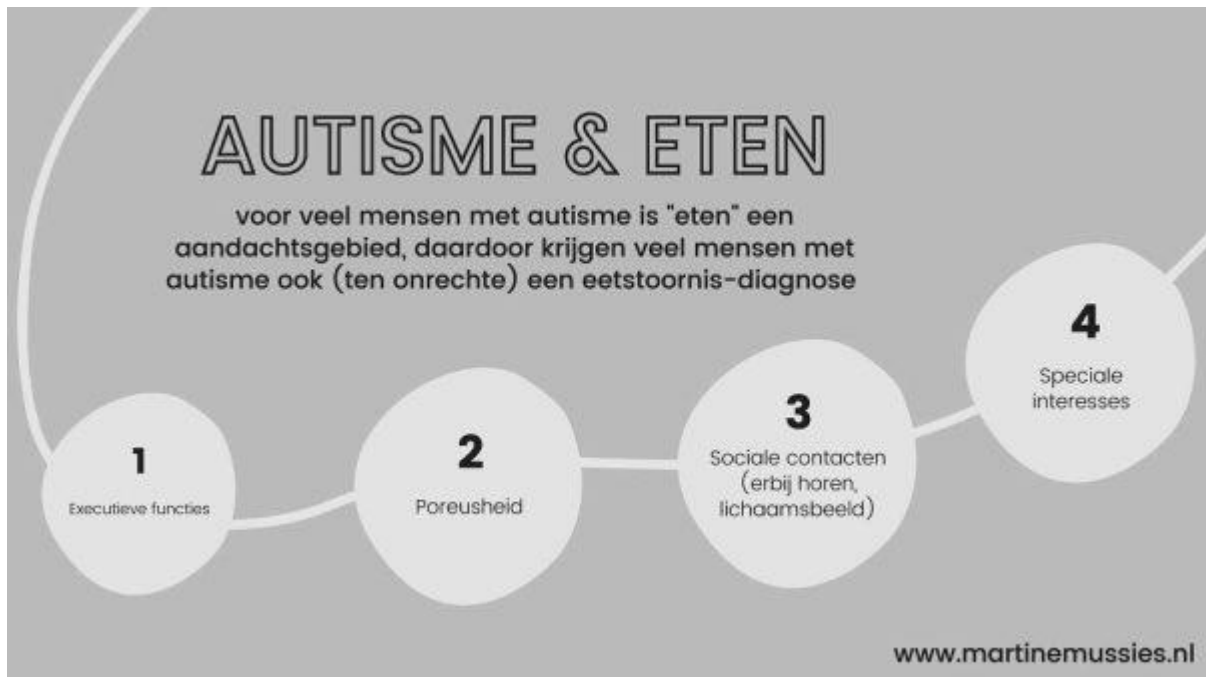 AUTISME & ETEN
voor veel mensen met autisme is "eten" een
aandachtsgebied, daardoor krijgen veel mensen met
autisme ook (ten onrechte) een eetstoornis-diagnose
1
Executieve functies
2
Poreusheid
3
Sociale contacten
(erbij horen,
lichaamsbeeld)
4
Speciale
interesses
www.martinemussies.nl